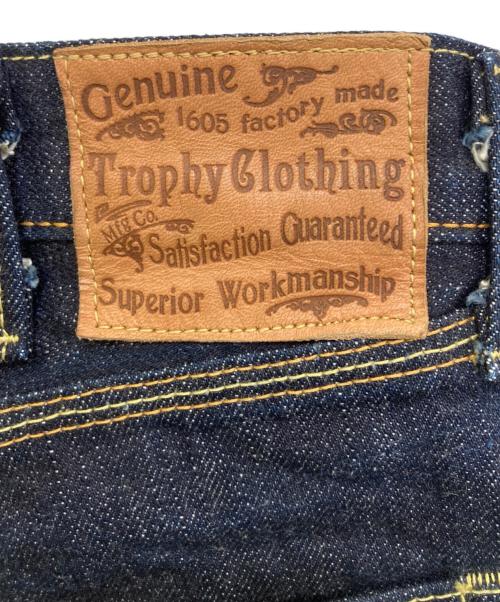 Genuine
1605 factory made
Trophy Clothing
Mfg Co.
Satisfaction Guaranteed
Superior Workmanship